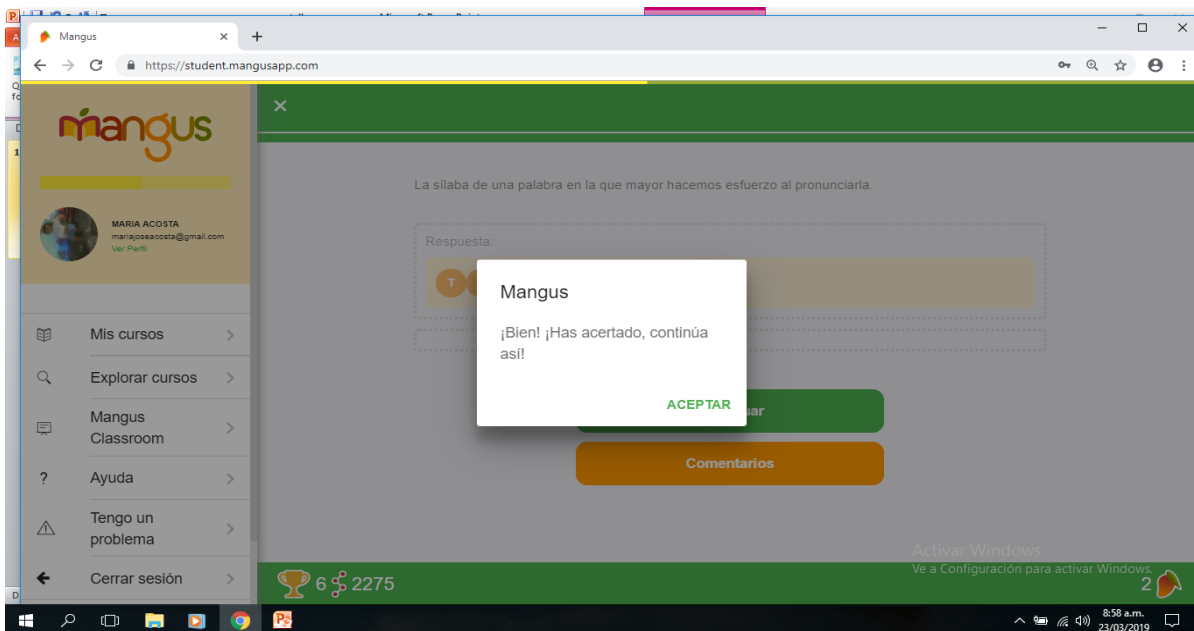 Mangus
https://student.mangusapp.com
mangus
MARIA ACOSTA
mariajoseacosta@gmail.com
Ver Perfil
Mis cursos
Explorar cursos
Mangus
Classroom
Ayuda
Tengo un
problema
Cerrar sesión
La sílaba de una palabra en la que mayor hacemos esfuerzo al pronunciarla.
Respuesta:
T
Mangus
¡Bien! ¡Has acertado, continúa
así!
ACEPTAR
Comentarios
Activar Windows
Ve a Configuración para activar Windows.
6 2275
2
8:58 a.m.
23/03/2019